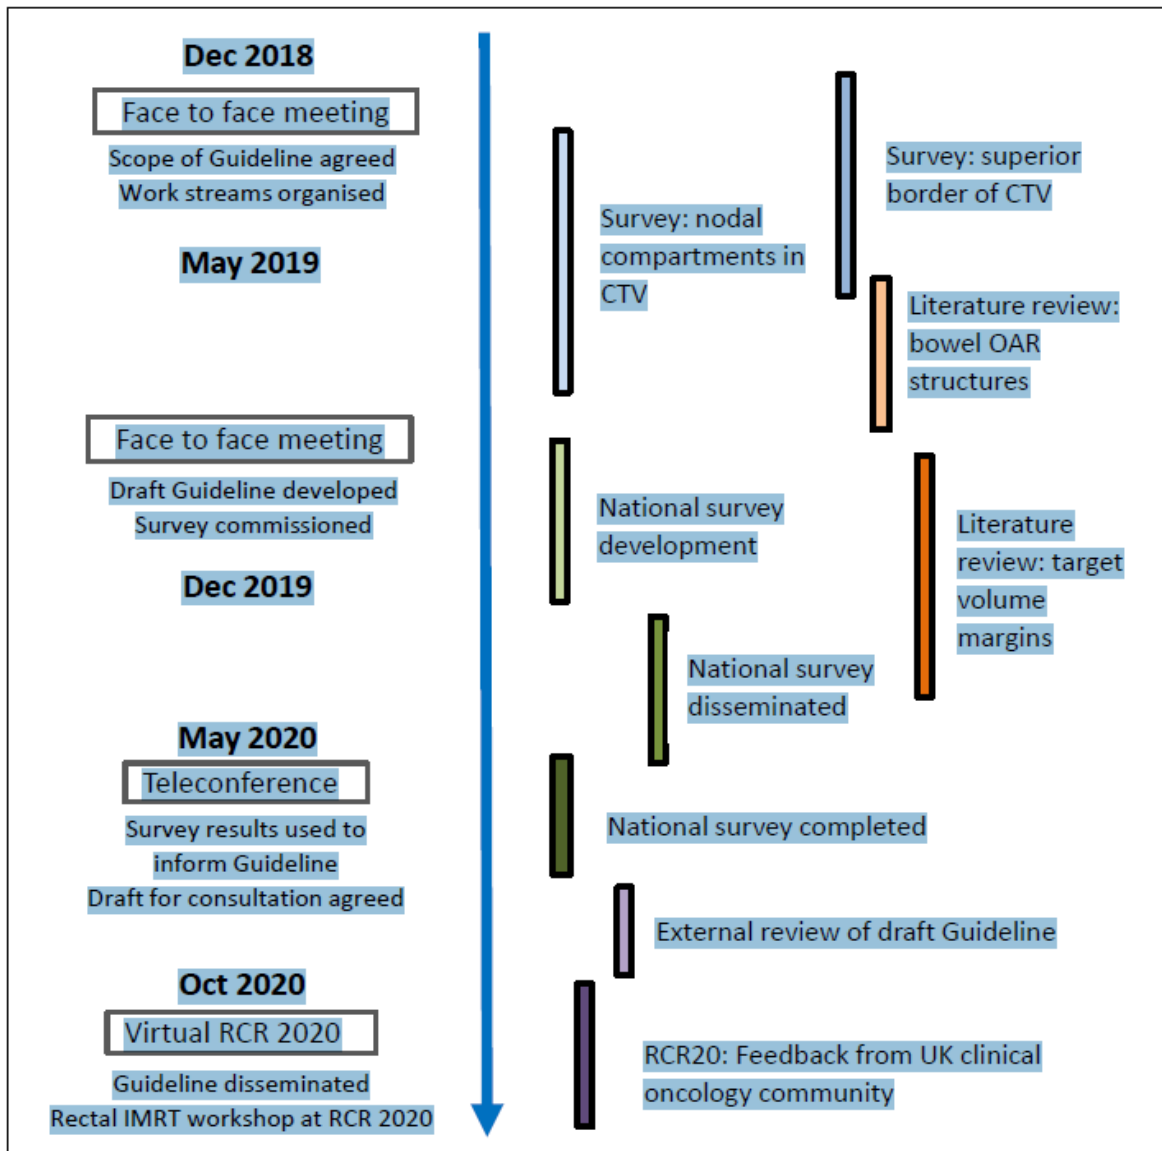 Dec 2018
Face to face meeting
Scope of Guideline agreed
Work streams organised
May 2019
Face to face meeting
Draft Guideline developed
Survey commissioned
Dec 2019
May 2020
Teleconference
Survey results used to
inform Guideline
Draft for consultation agreed
Oct 2020
Virtual RCR 2020
Guideline disseminated
Rectal IMRT workshop at RCR 2020
Survey: nodal
compartments in
CTV
National survey
development
National survey
disseminated
National survey completed
External review of draft Guideline
RCR20: Feedback from UK clinical
oncology community
Survey: superior
border of CTV
Literature review:
bowel OAR
structures
Literature
review: target
volume
margins